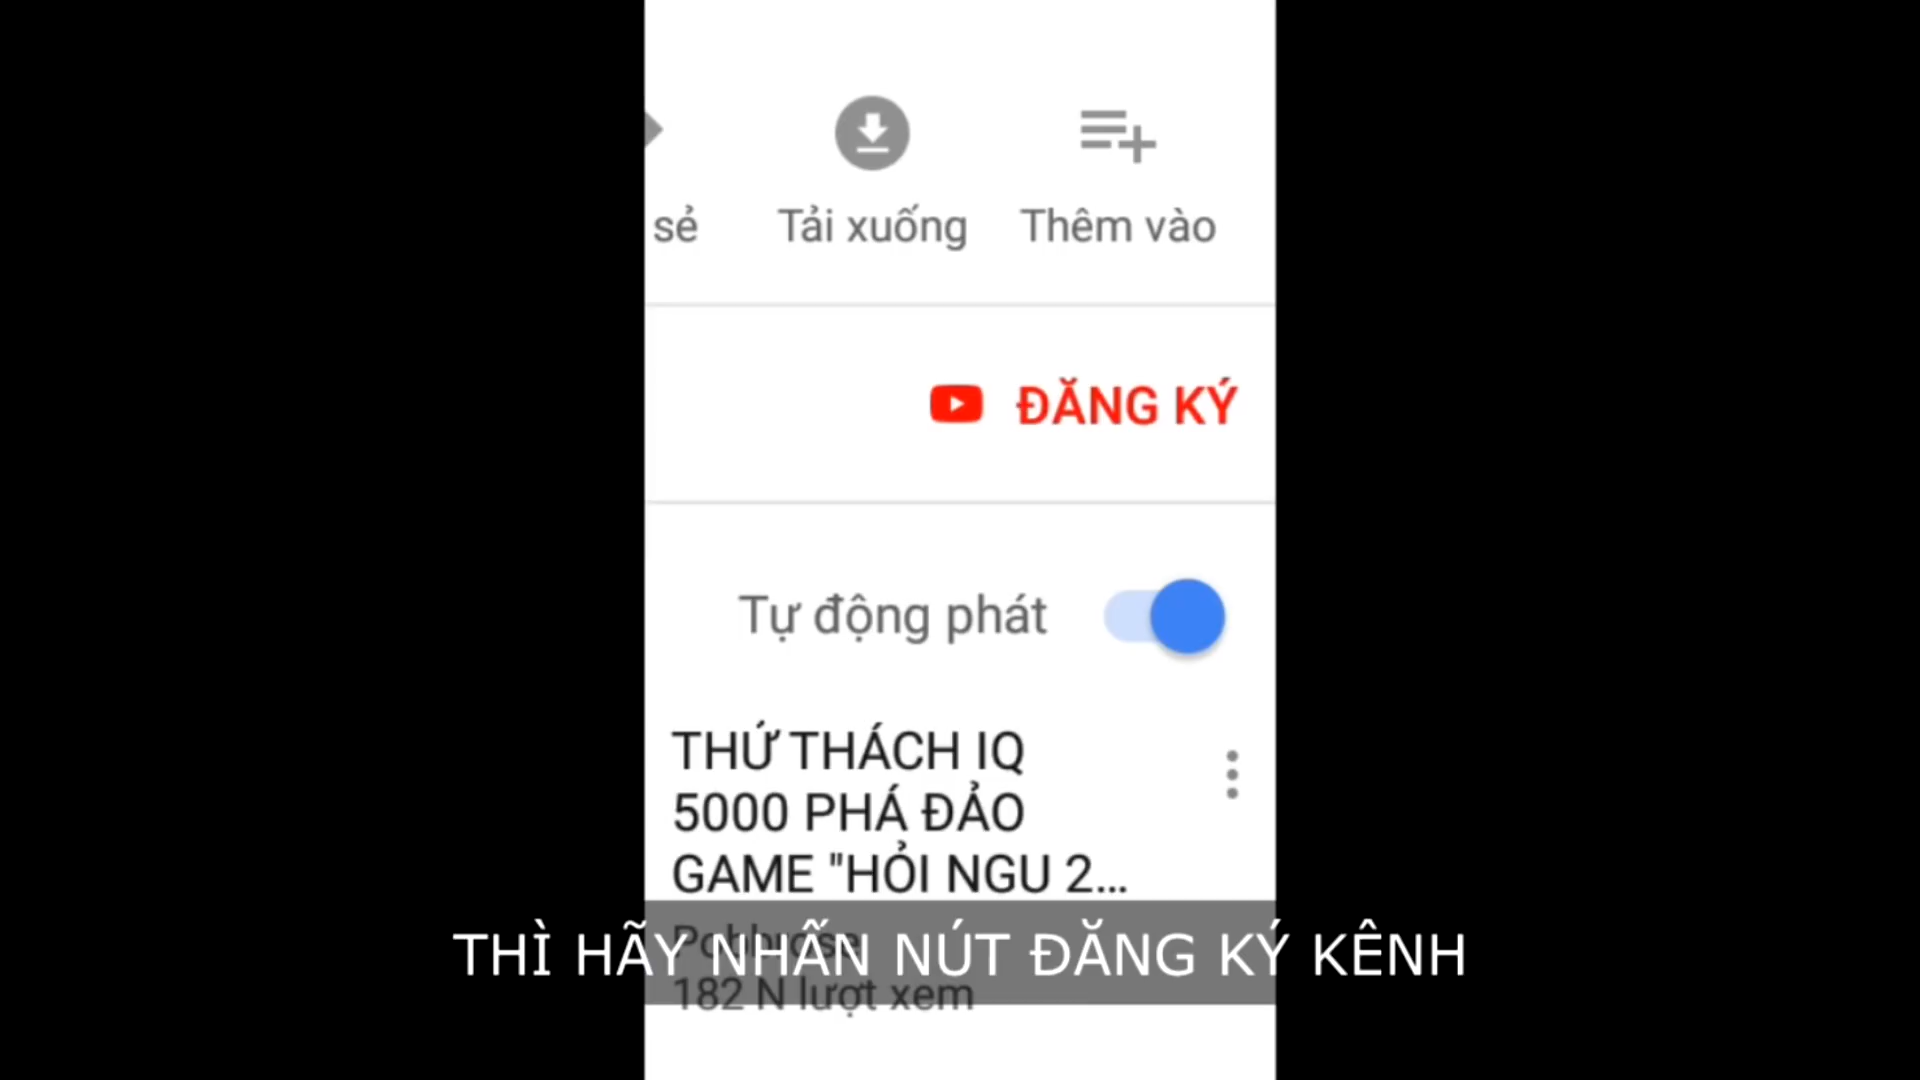 sẻ Tải xuống Thêm vào
ĐĂNG KÝ
Tự động phát
THỬ THÁCH IQ
5000 PHÁ ĐẢO
GAME "HỎI NGU 2...
THÌ HÃY NHẤN NÚT ĐĂNG KÝ KÊNH
182 N lượt xem